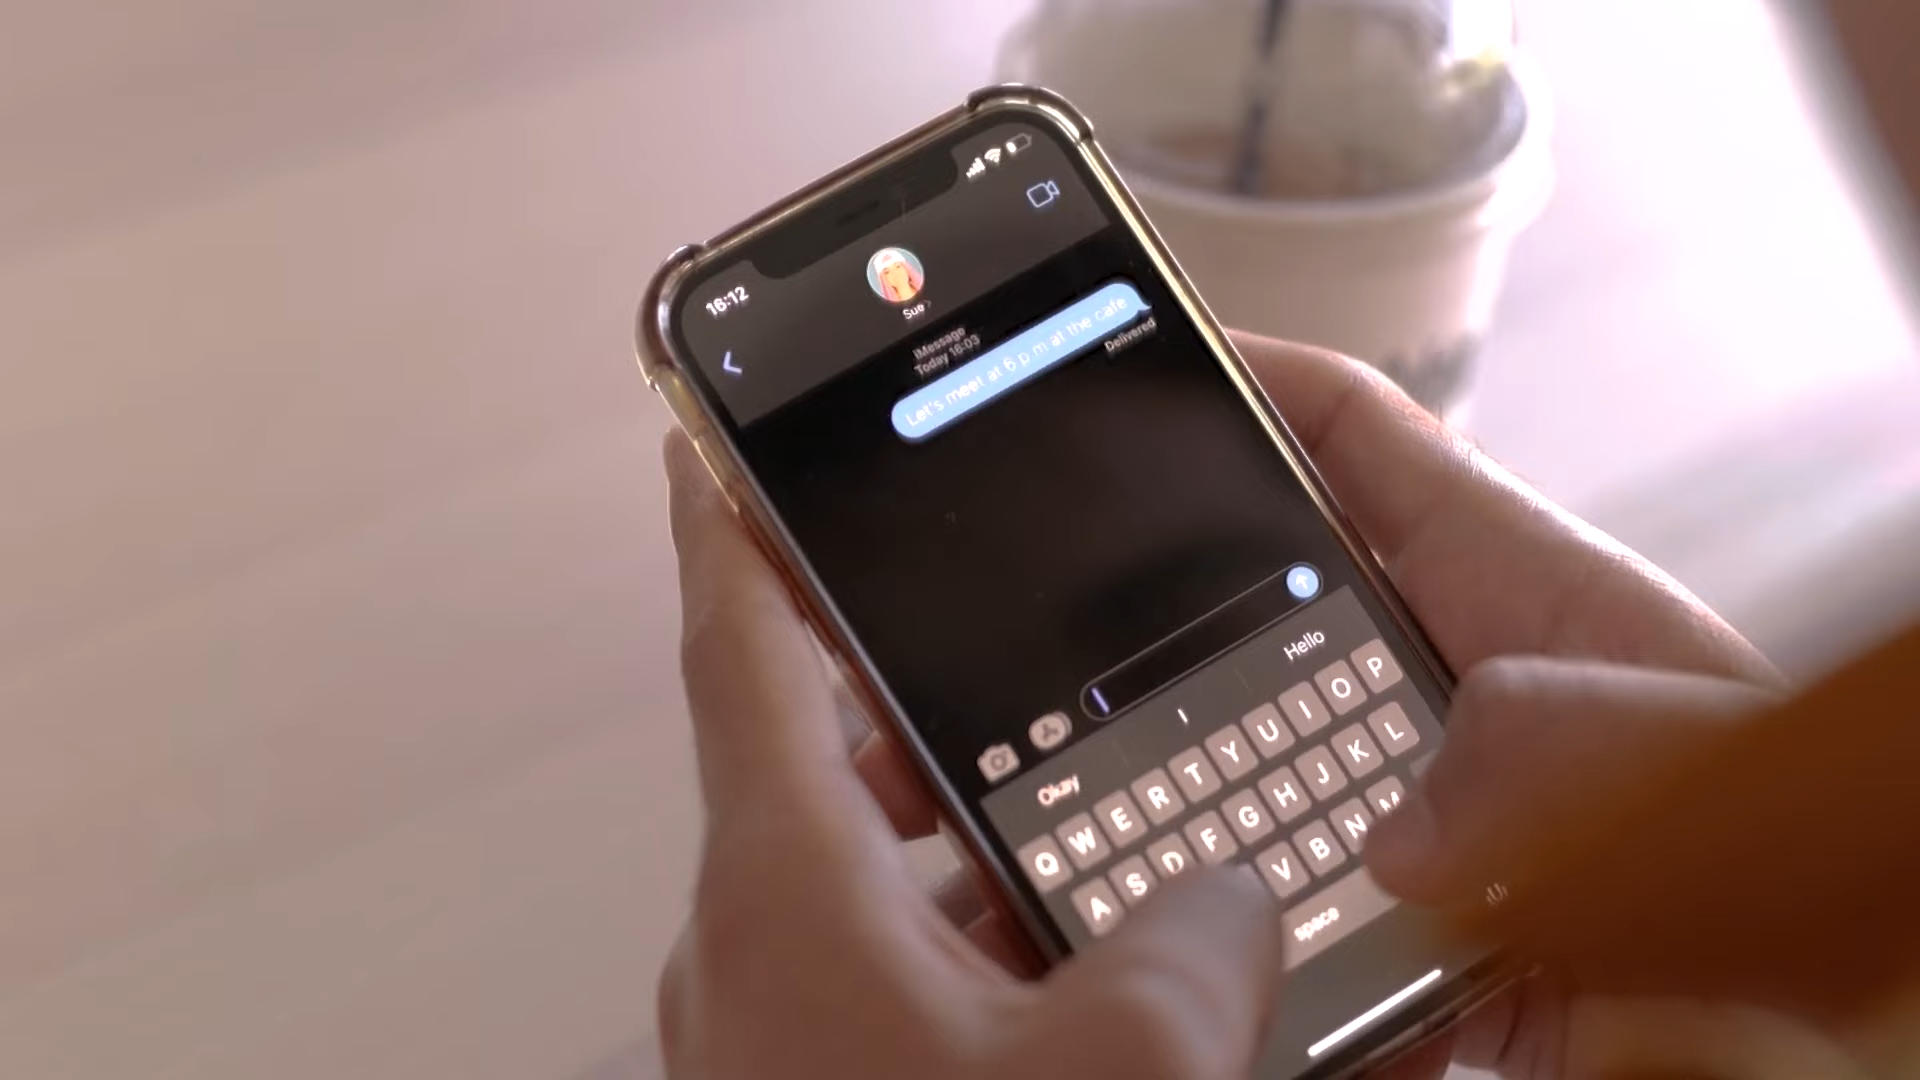 16:12
Sue
iMessage
Today 16:03
Let's meet at 6 p m at the cafe
Delivered
Okay
I
Hello
Q W E R T Y U I O P
A S D F G H J K L
V B N M
space